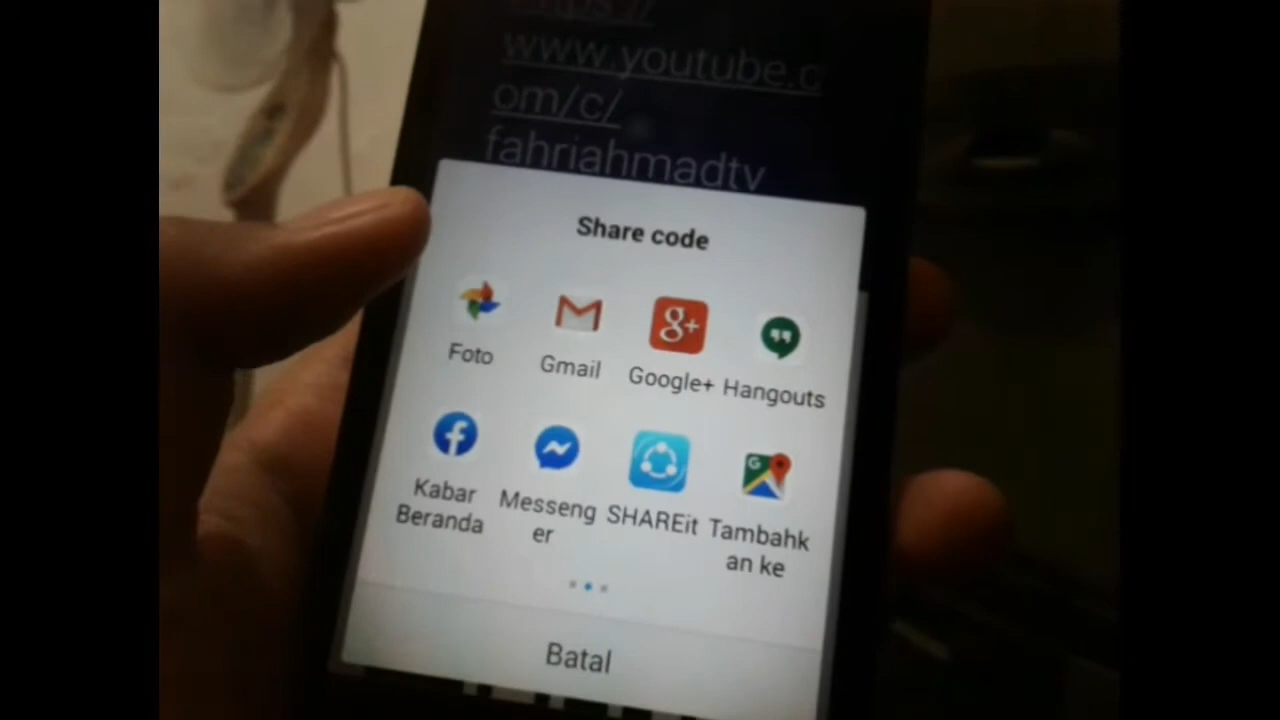 www.youtube.c
om/c/
fahriahmadtv
Share code
Foto
Gmail
Google+
Hangouts
Kabar
Beranda
Messeng
er
SHAREit
Tambahk
an ke
Batal